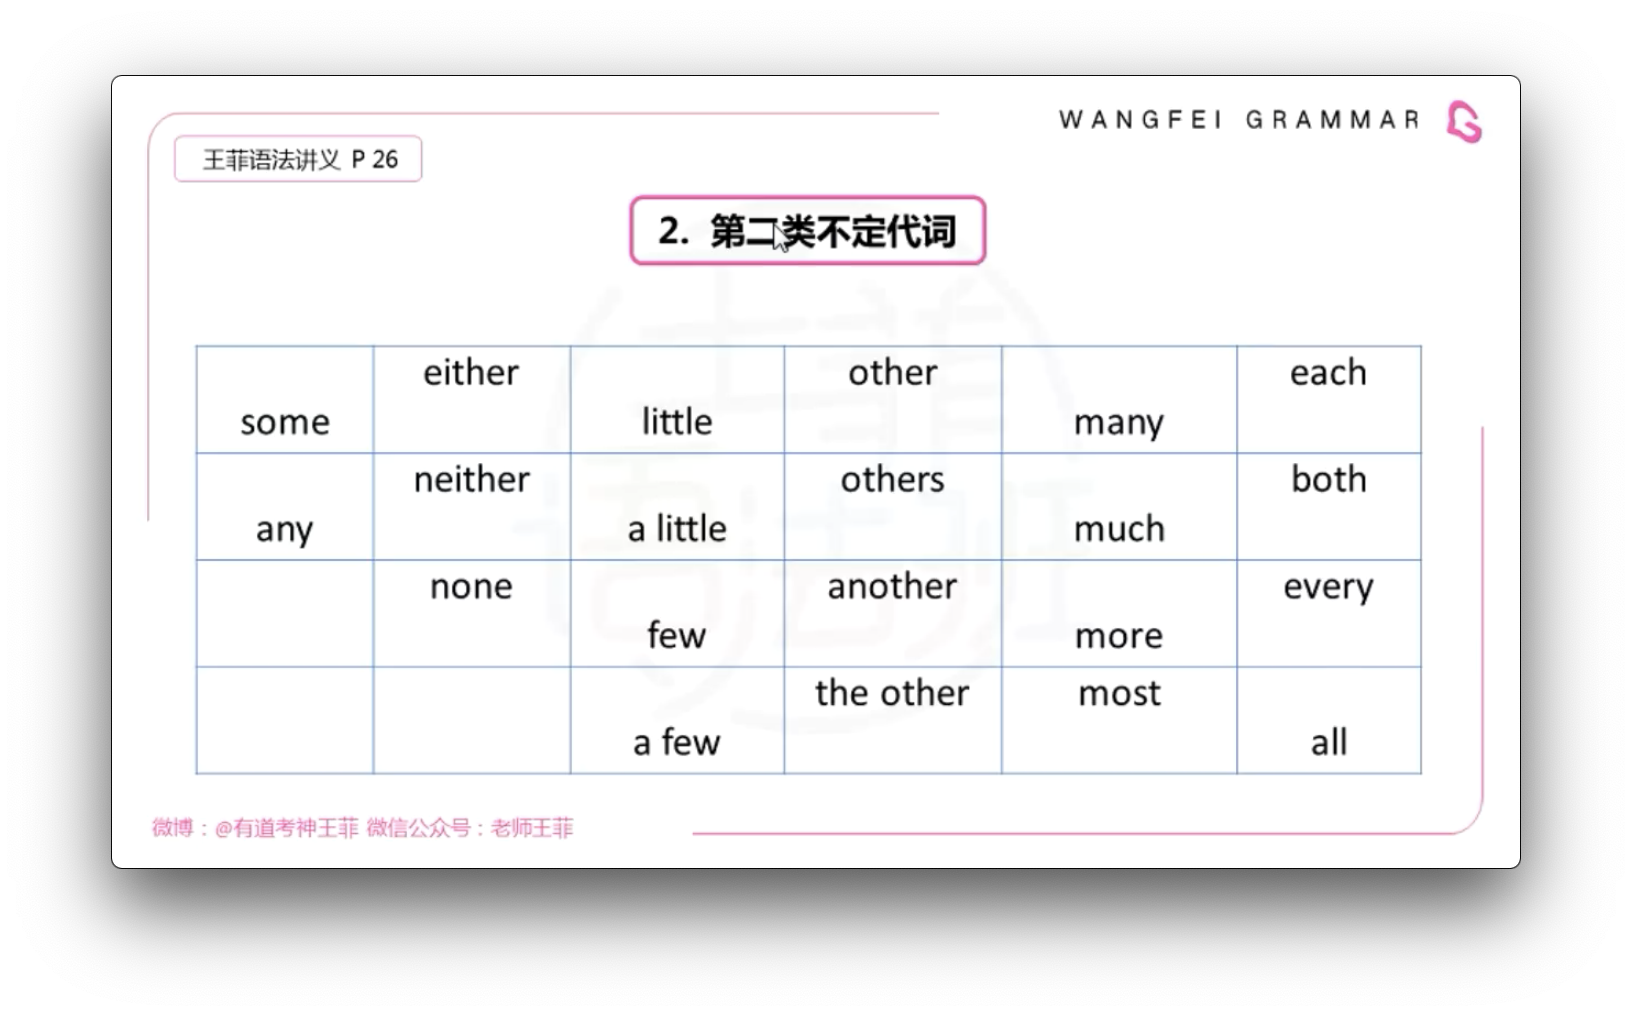 WANGFEI GRAMMAR
王菲语法讲义 P 26
2. 第二类不定代词
some either little other many each
any neither a little others much both
none few another more every
a few the other most all
微博：@有道考神王菲 微信公众号：老师王菲